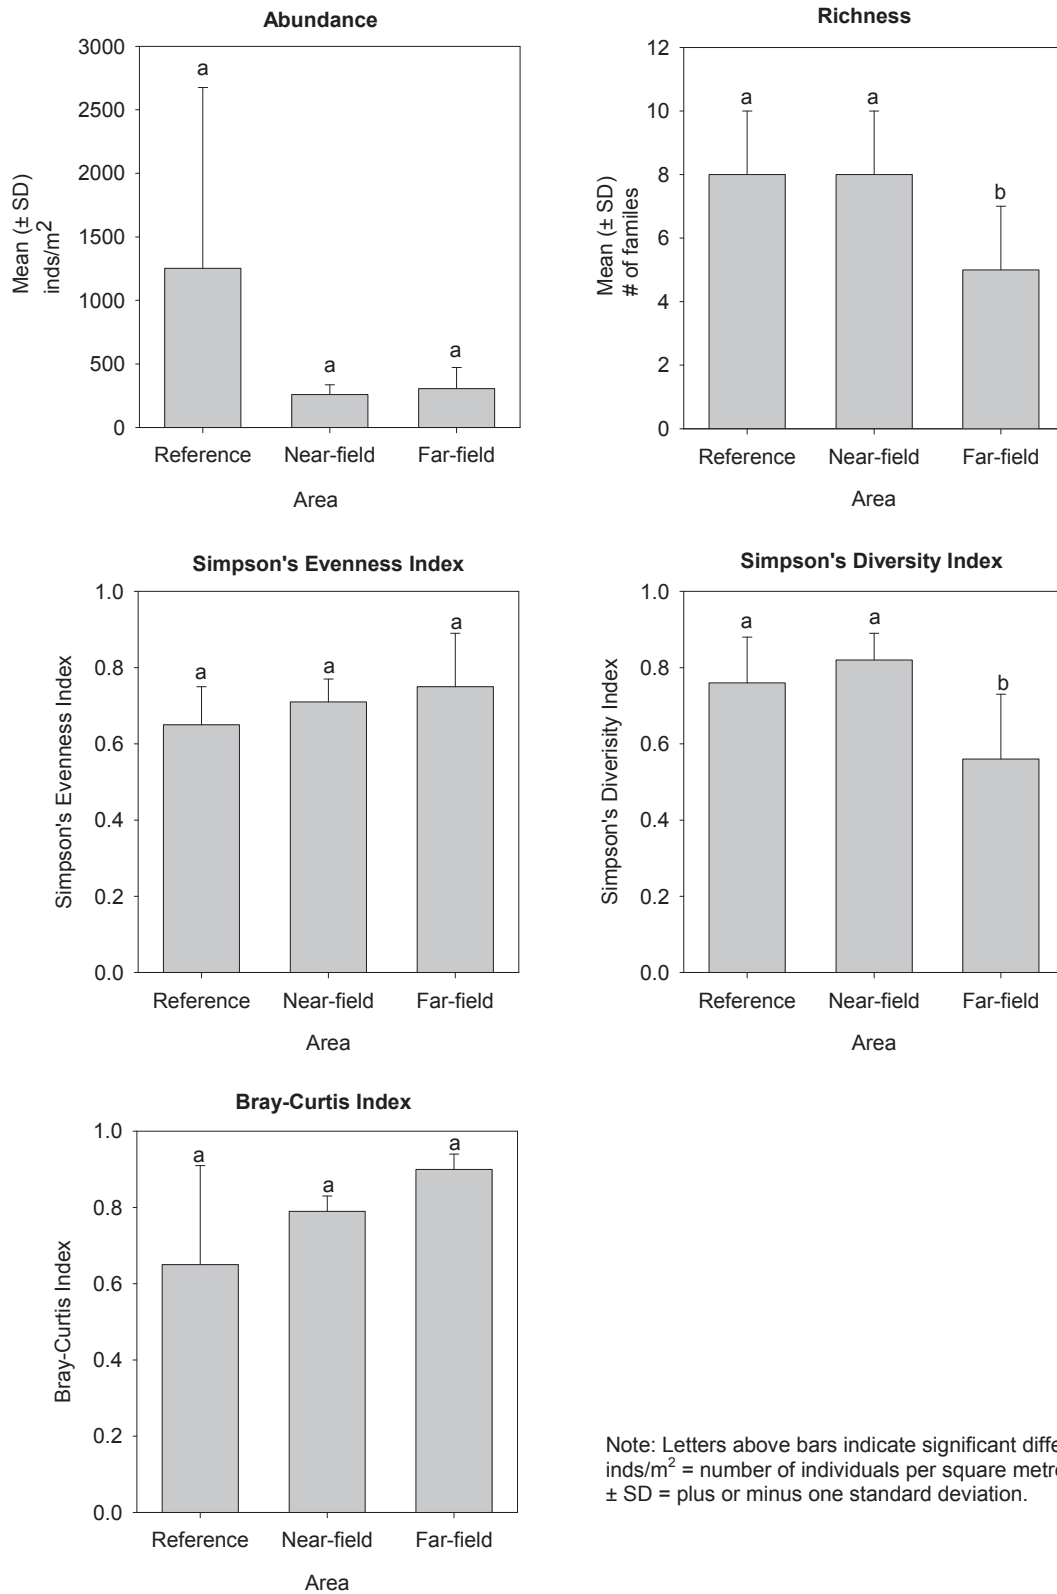 Abundance
3000
2500
2000
1500
1000
500
0
Mean (± SD)
inds/m²
a
a
a
Reference Near-field Far-field
Area
Richness
12
10
8
6
4
2
0
Mean (± SD)
# of familes
a
a
b
Reference Near-field Far-field
Area
Simpson's Evenness Index
1.0
0.8
0.6
0.4
0.2
0.0
Simpson's Evenness Index
a
a
a
Reference Near-field Far-field
Area
Simpson's Diversity Index
1.0
0.8
0.6
0.4
0.2
0.0
Simpson's Diverisity Index
a
a
b
Reference Near-field Far-field
Area
Bray-Curtis Index
1.0
0.8
0.6
0.4
0.2
0.0
Bray-Curtis Index
a
a
a
Reference Near-field Far-field
Area
Note: Letters above bars indicate significant
inds/m² = number of individuals per square
± SD = plus or minus one standard deviation.